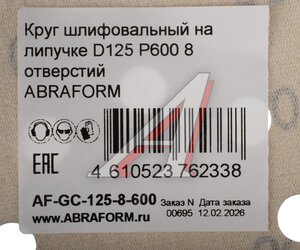 Круг шлифовальный на
липучке D125 P600 8
отверстий
ABRAFORM
EAC
4 610523 762338
AF-GC-125-8-600 Заказ N Дата заказа
00695 12.02.2026
www.ABRAFORM.ru